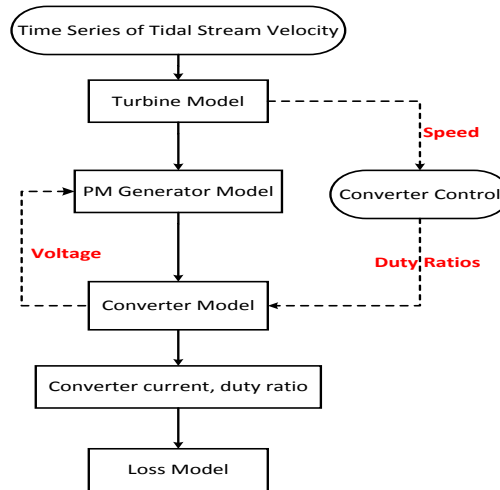 Time Series of Tidal Stream Velocity
Turbine Model
Speed
PM Generator Model
Converter Control
Voltage
Duty Ratios
Converter Model
Converter current, duty ratio
Loss Model